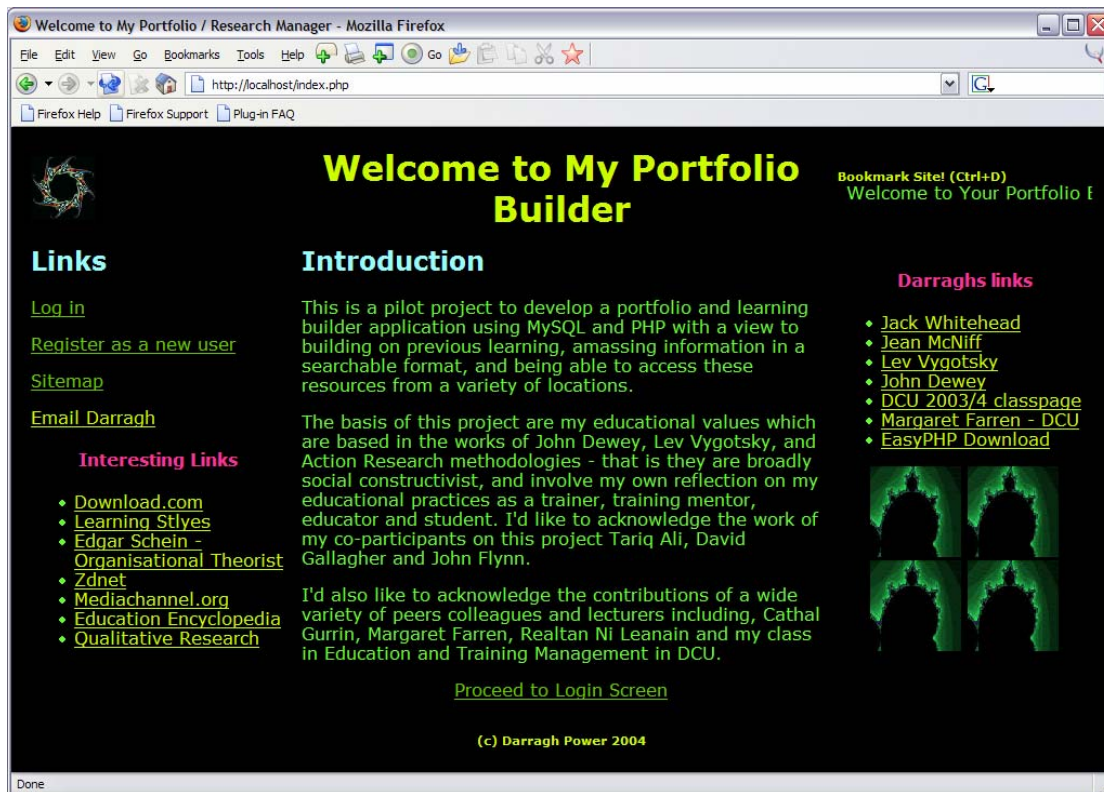 Welcome to My Portfolio / Research Manager - Mozilla Firefox
File Edit View Go Bookmarks Tools Help Go
http://localhost/index.php
G
Firefox Help Firefox Support Plug-in FAQ
Welcome to My Portfolio
Builder
Bookmark Site! (Ctrl+D)
Welcome to Your Portfolio
Links
Log in
Register as a new user
Sitemap
Email Darragh
Interesting Links
Download.com
Learning Stlyes
Edgar Schein -
Organisational Theorist
Zdnet
Mediachannel.org
Education Encyclopedia
Qualitative Research
Introduction
This is a pilot project to develop a portfolio and learning
builder application using MySQL and PHP with a view to
building on previous learning, amassing information in a
searchable format, and being able to access these
resources from a variety of locations.
The basis of this project are my educational values which
are based in the works of John Dewey, Lev Vygotsky, and
Action Research methodologies - that is they are broadly
social constructivist, and involve my own reflection on my
educational practices as a trainer, training mentor,
educator and student. I'd like to acknowledge the work of
my co-participants on this project Tariq Ali, David
Gallagher and John Flynn.
I'd also like to acknowledge the contributions of a wide
variety of peers colleagues and lecturers including, Cathal
Gurrin, Margaret Farren, Realtan Ni Leanain and my class
in Education and Training Management in DCU.
Proceed to Login Screen
(c) Darragh Power 2004
Darraghs links
Jack Whitehead
Jean McNiff
Lev Vygotsky
John Dewey
DCU 2003/4 classpage
Margaret Farren - DCU
EasyPHP Download
Done